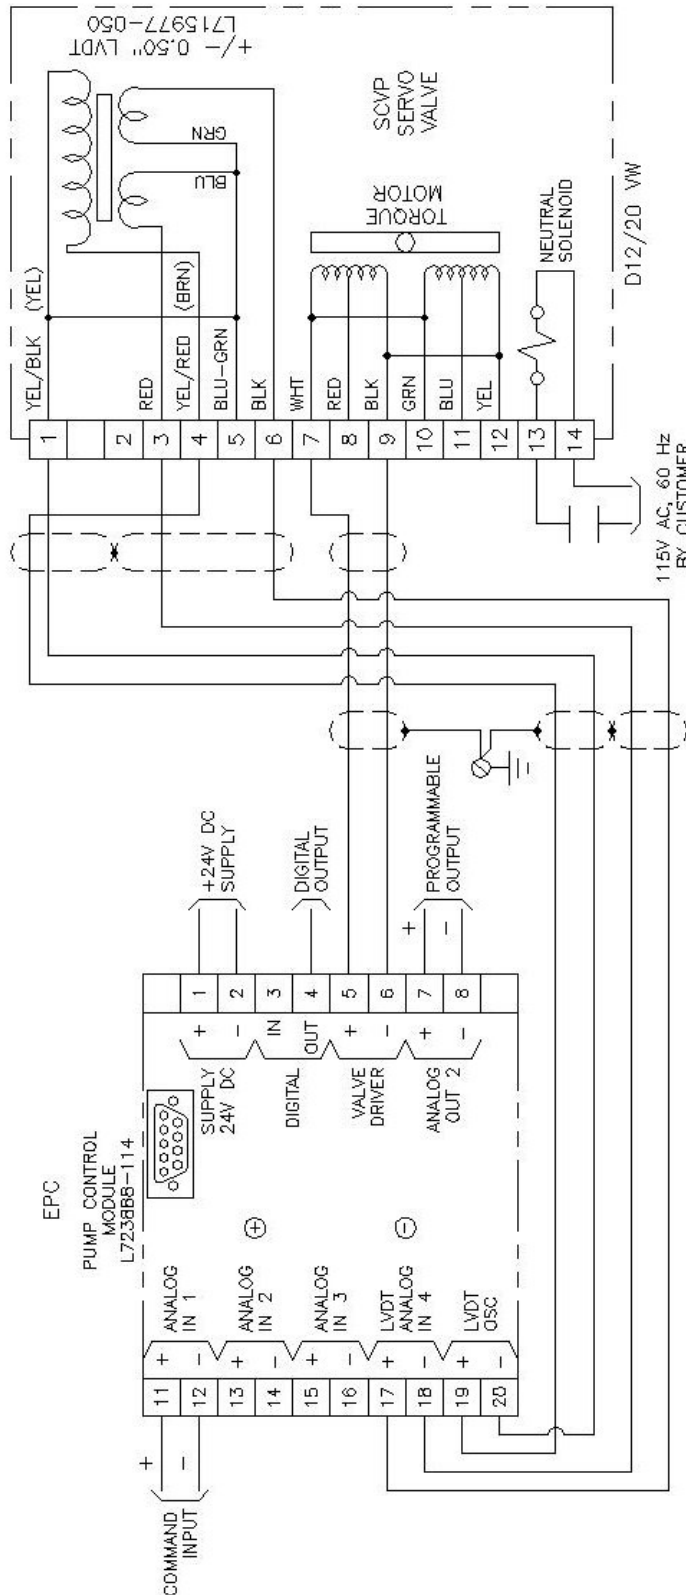 EPC
PUMP CONTROL
MODULE
L723888-114
COMMAND
INPUT
+
-
11
12
13
14
15
16
17
18
19
20
+
-
+
-
+
-
+
-
+
-
ANALOG
IN 1
ANALOG
IN 2
ANALOG
IN 3
LVDT
ANALOG
IN 4
LVDT
OSC
+
-
SUPPLY
24V DC
DIGITAL
VALVE
DRIVER
ANALOG
OUT 2
+
-
IN
OUT
+
-
+
-
1
2
3
4
5
6
7
8
+24V DC
SUPPLY
DIGITAL
OUTPUT
+
-
PROGRAMMABLE
OUTPUT
115V AC, 60 Hz
BY CUSTOMER
1
2
3
4
5
6
7
8
9
10
11
12
13
14
YEL/BLK (YEL)
RED
YEL/RED (BRN)
BLU-GRN
BLK
WHT
RED
BLK
GRN
BLU
YEL
BLU
GRN
+/- 0.50" LVDT
L715977-050
TORQUE
MOTOR
SCVP
SERVO
VALVE
NEUTRAL
SOLENOID
D12/20 VW